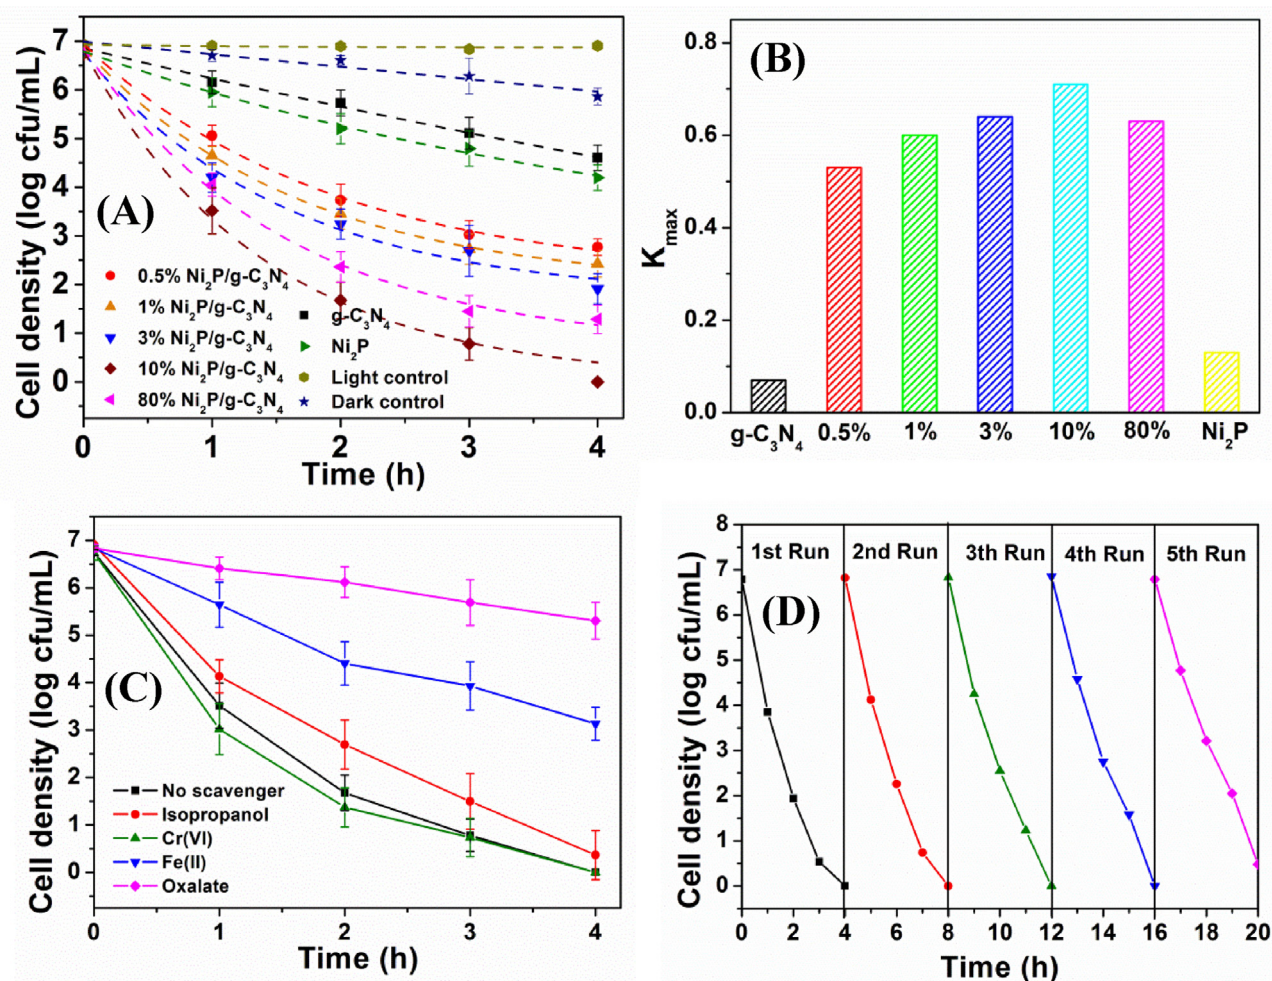 Cell density (log cfu/mL)
7
6
5
4
3
2
1
0
(A)
0.5% Ni₂P/g-C₃N₄
1% Ni₂P/g-C₃N₄
3% Ni₂P/g-C₃N₄
10% Ni₂P/g-C₃N₄
80% Ni₂P/g-C₃N₄
g-C₃N₄
Ni₂P
Light control
Dark control
0 1 2 3 4
Time (h)
Kmax
0.8
0.6
0.4
0.2
0.0
(B)
g-C₃N₄ 0.5% 1% 3% 10% 80% Ni₂P
Cell density (log cfu/mL)
7
6
5
4
3
2
1
0
(C)
No scavenger
Isopropanol
Cr(VI)
Fe(II)
Oxalate
0 1 2 3 4
Time (h)
Cell density (log cfu/mL)
8
7
6
5
4
3
2
1
0
1st Run 2nd Run 3th Run 4th Run 5th Run
(D)
0 2 4 6 8 10 12 14 16 18 20
Time (h)